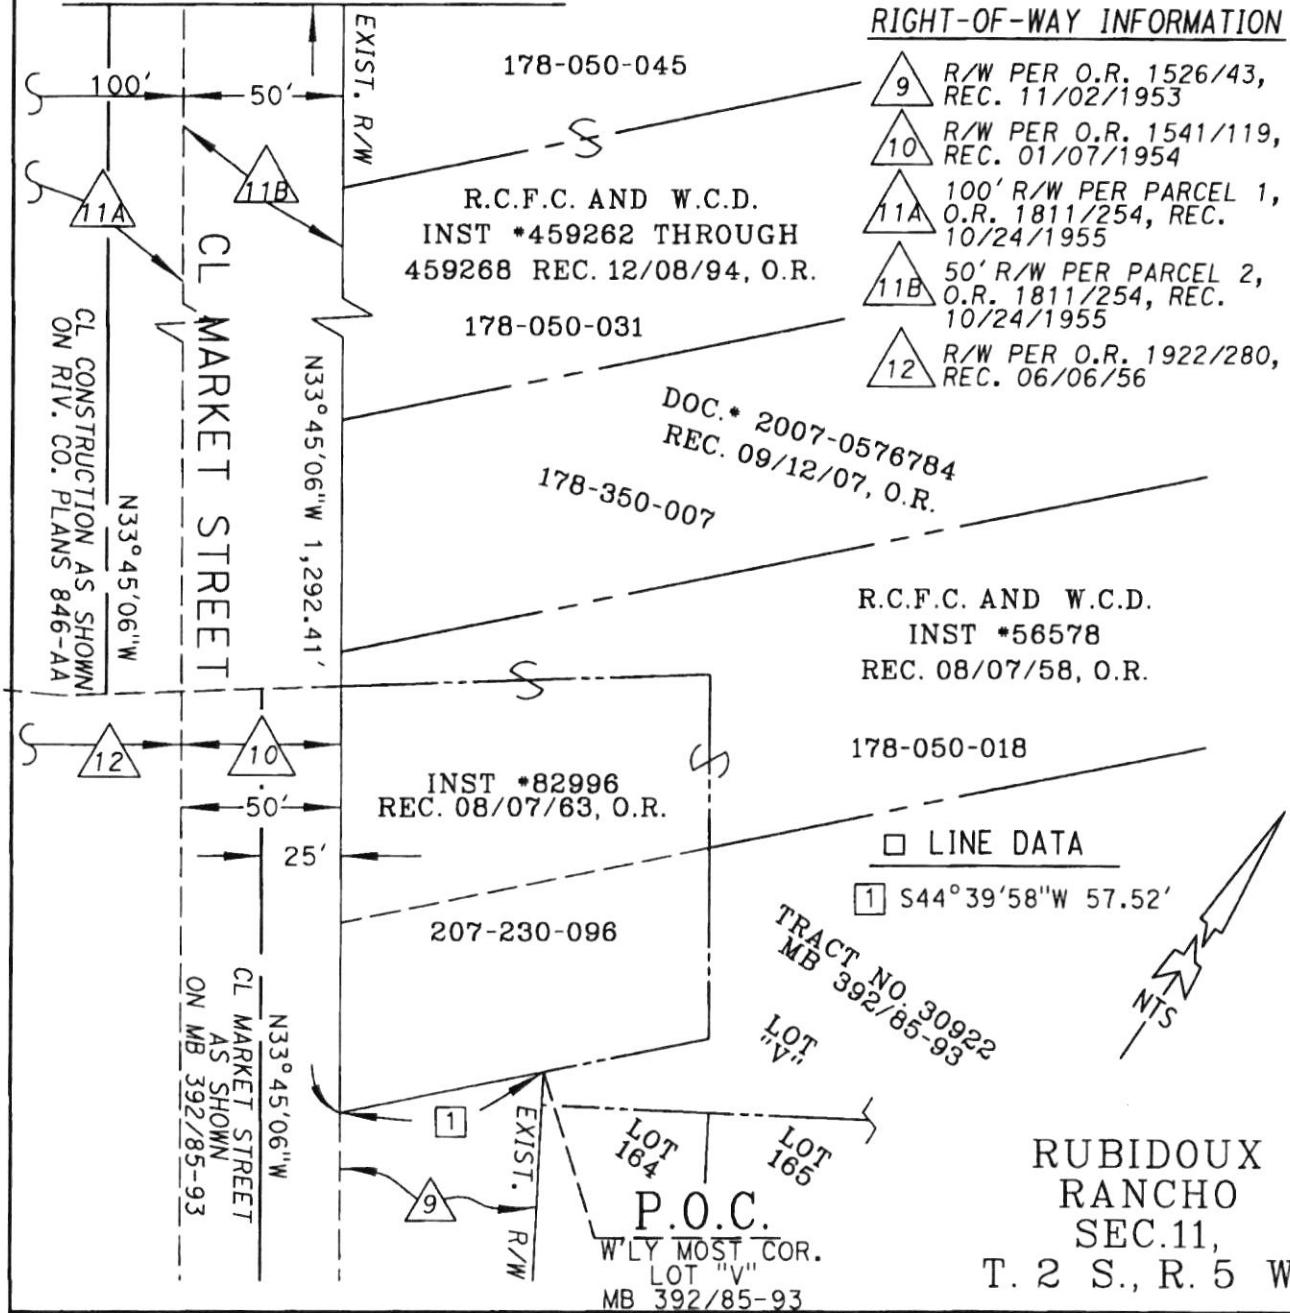 RIGHT-OF-WAY INFORMATION
9 R/W PER O.R. 1526/43,
REC. 11/02/1953
10 R/W PER O.R. 1541/119,
REC. 01/07/1954
11A 100' R/W PER PARCEL 1,
O.R. 1811/254, REC.
10/24/1955
11B 50' R/W PER PARCEL 2,
O.R. 1811/254, REC.
10/24/1955
12 R/W PER O.R. 1922/280,
REC. 06/06/56
100'
50'
EXIST. R/W
11A
11B
178-050-045
R.C.F.C. AND W.C.D.
INST #459262 THROUGH
459268 REC. 12/08/94, O.R.
178-050-031
CL MARKET STREET
N33°45'06"W 1,292.41'
CL CONSTRUCTION AS SHOWN
ON RIV. CO. PLANS 846-AA
N33°45'06"W
DOC.# 2007-0576784
REC. 09/12/07, O.R.
178-350-007
R.C.F.C. AND W.C.D.
INST #56578
REC. 08/07/58, O.R.
178-050-018
12
10
50'
25'
INST #82996
REC. 08/07/63, O.R.
207-230-096
□ LINE DATA
1 S44°39'58"W 57.52'
TRACT NO. 30922
MB 392/85-93
LOT
"V"
NTS
N33°45'06"W
CL MARKET STREET
AS SHOWN
ON MB 392/85-93
1
9
EXIST. R/W
LOT
164
LOT
165
P.O.C.
W'LY MOST COR.
LOT "V"
MB 392/85-93
RUBIDOUX
RANCHO
SEC.11,
T. 2 S., R. 5 W